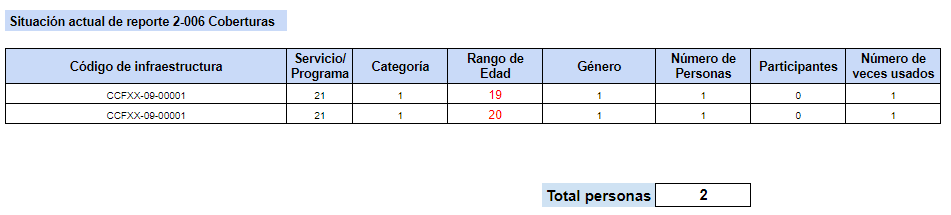 Situación actual de reporte 2-006 Coberturas
Código de infraestructura Servicio/ Programa Categoría Rango de Edad Género Número de Personas Participantes Número de veces usados
CCFXX-09-00001 21 1 19 1 1 0 1
CCFXX-09-00001 21 1 20 1 1 0 1
Total personas 2